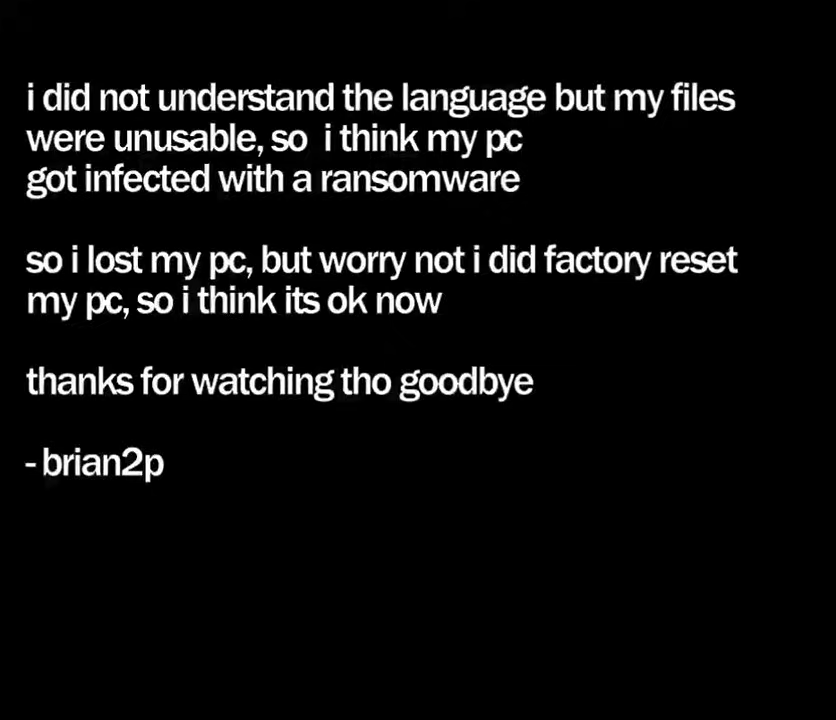 i did not understand the language but my files
were unusable, so  i think my pc
got infected with a ransomware
so i lost my pc, but worry not i did factory reset
my pc, so i think its ok now
thanks for watching tho goodbye
- brian2p